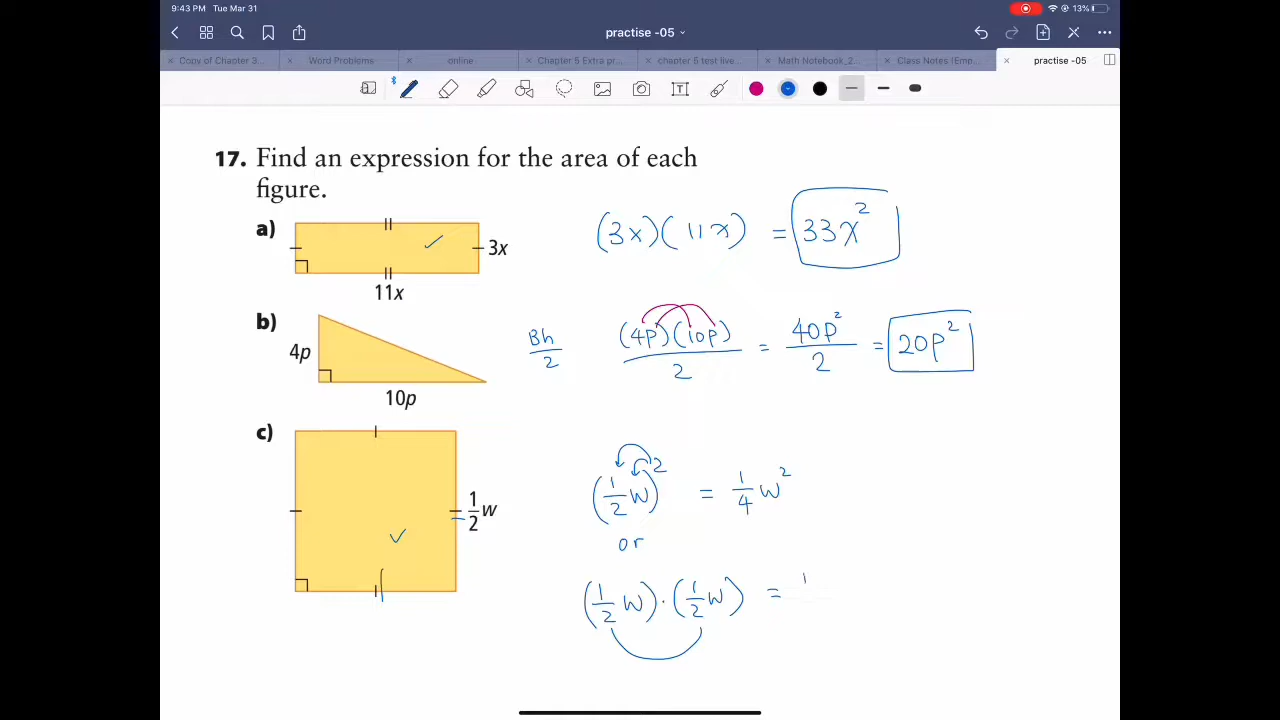 9:43 PM Tue Mar 31
13%
practise -05
Copy of Chapter 3...
Word Problems
online
Chapter 5 Extra pr...
chapter 5 test live...
Math Notebook_2...
Class Notes (Emp...
practise -05
17. Find an expression for the area of each
figure.
a) 3x
11x
(3x)(11x) = 33x²
b) 4p
10p
Bh/2 (4p)(10p)/2 = 40p²/2 = 20p²
c) 1/2 w
(1/2 w)² = 1/4 w²
or
(1/2 w) · (1/2 w) = 1